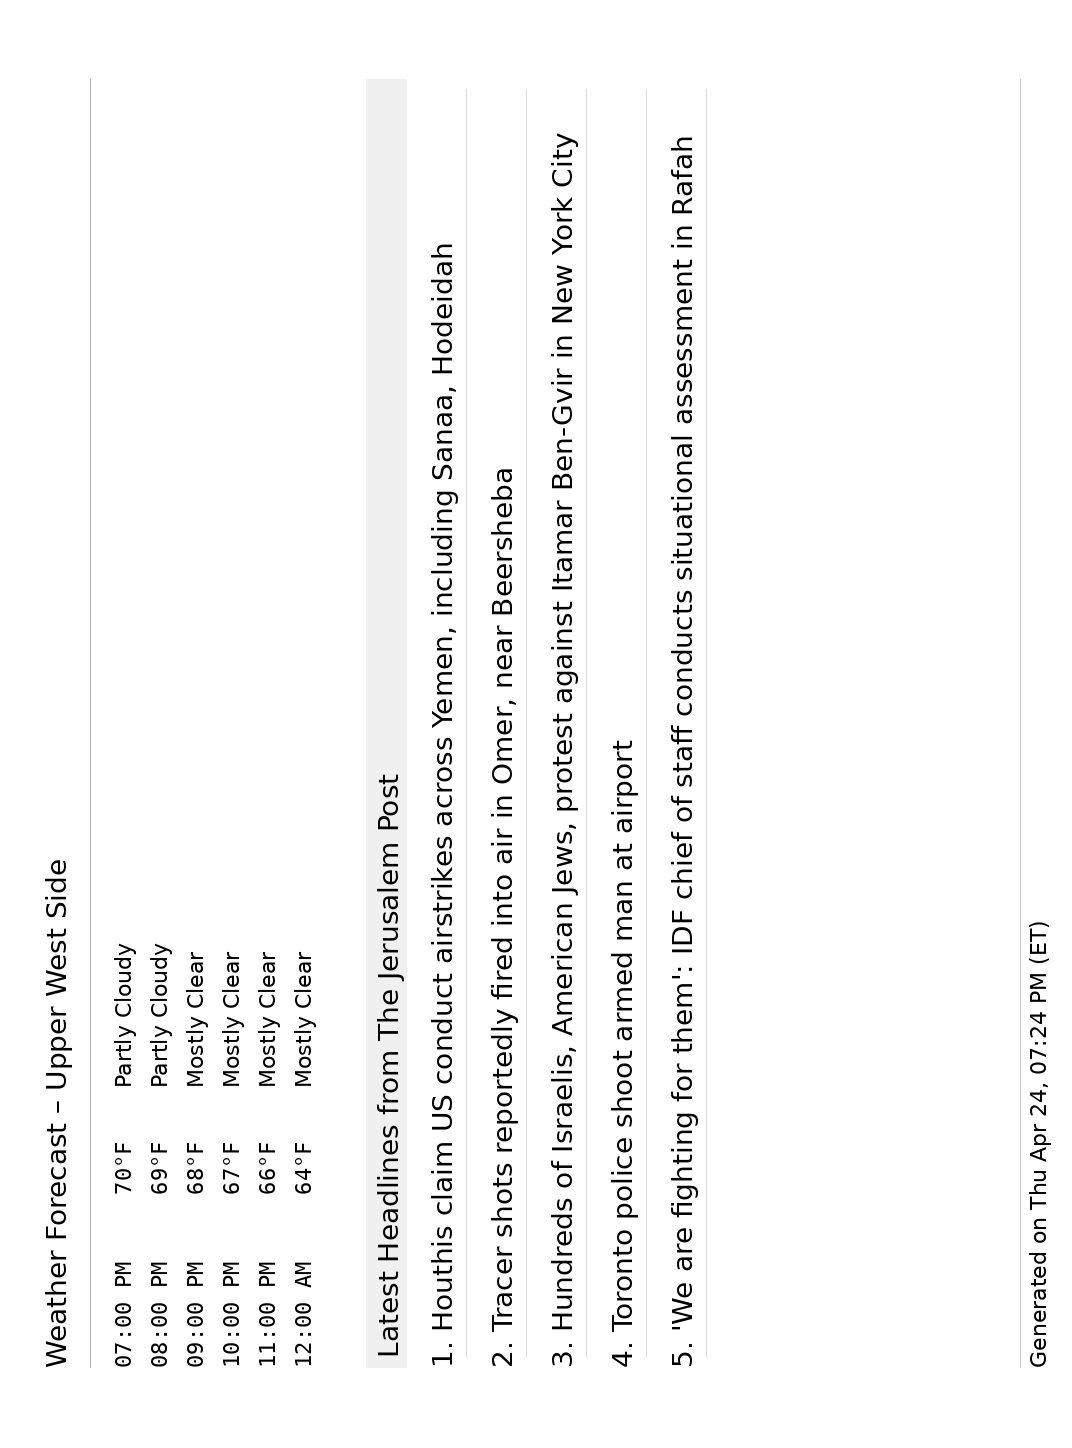 Weather Forecast – Upper West Side
07:00 PM 70°F Partly Cloudy
08:00 PM 69°F Partly Cloudy
09:00 PM 68°F Mostly Clear
10:00 PM 67°F Mostly Clear
11:00 PM 66°F Mostly Clear
12:00 AM 64°F Mostly Clear
Latest Headlines from The Jerusalem Post
1. Houthis claim US conduct airstrikes across Yemen, including Sanaa, Hodeidah
2. Tracer shots reportedly fired into air in Omer, near Beersheba
3. Hundreds of Israelis, American Jews, protest against Itamar Ben-Gvir in New York City
4. Toronto police shoot armed man at airport
5. 'We are fighting for them': IDF chief of staff conducts situational assessment in Rafah
Generated on Thu Apr 24, 07:24 PM (ET)